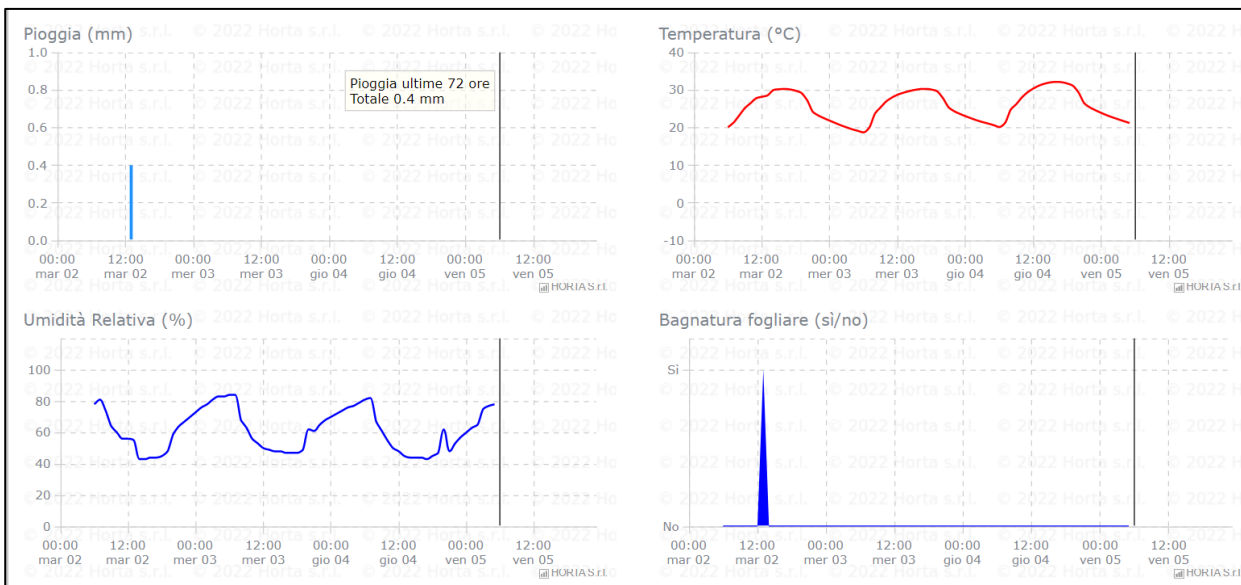 Pioggia (mm)
1.0
0.8
0.6
0.4
0.2
0.0
Pioggia ultime 72 ore
Totale 0.4 mm
00:00 12:00 00:00 12:00 00:00 12:00 00:00 12:00
mar 02 mar 02 mer 03 mer 03 gio 04 gio 04 ven 05 ven 05
HORTA S.r.l.
Temperatura (°C)
40
30
20
10
0
-10
00:00 12:00 00:00 12:00 00:00 12:00 00:00 12:00
mar 02 mar 02 mer 03 mer 03 gio 04 gio 04 ven 05 ven 05
HORTA S.r.l.
Umidità Relativa (%)
100
80
60
40
20
0
00:00 12:00 00:00 12:00 00:00 12:00 00:00 12:00
mar 02 mar 02 mer 03 mer 03 gio 04 gio 04 ven 05 ven 05
HORTA S.r.l.
Bagnatura fogliare (sì/no)
Sì
No
00:00 12:00 00:00 12:00 00:00 12:00 00:00 12:00
mar 02 mar 02 mer 03 mer 03 gio 04 gio 04 ven 05 ven 05
HORTA S.r.l.
© 2022 Horta s.r.l.